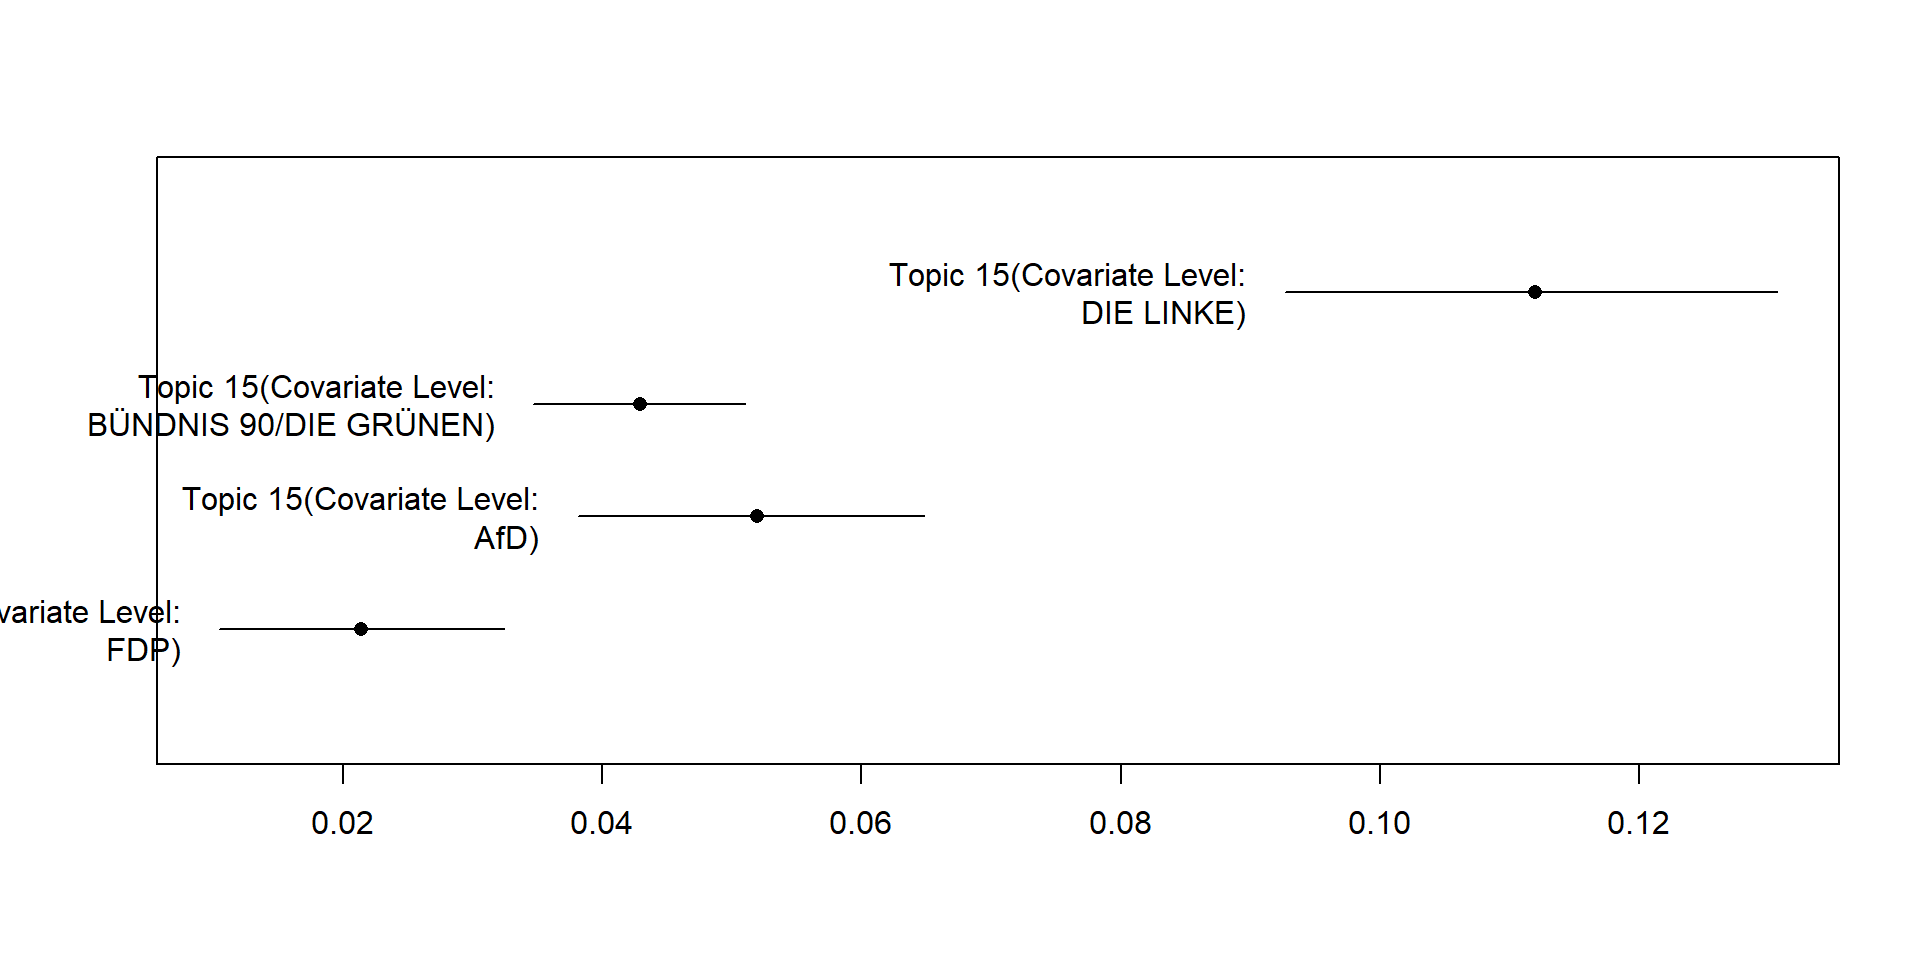 Topic 15(Covariate Level:
DIE LINKE)
Topic 15(Covariate Level:
BÜNDNIS 90/DIE GRÜNEN)
Topic 15(Covariate Level:
AfD)
Level:
FDP)
0.02 0.04 0.06 0.08 0.10 0.12